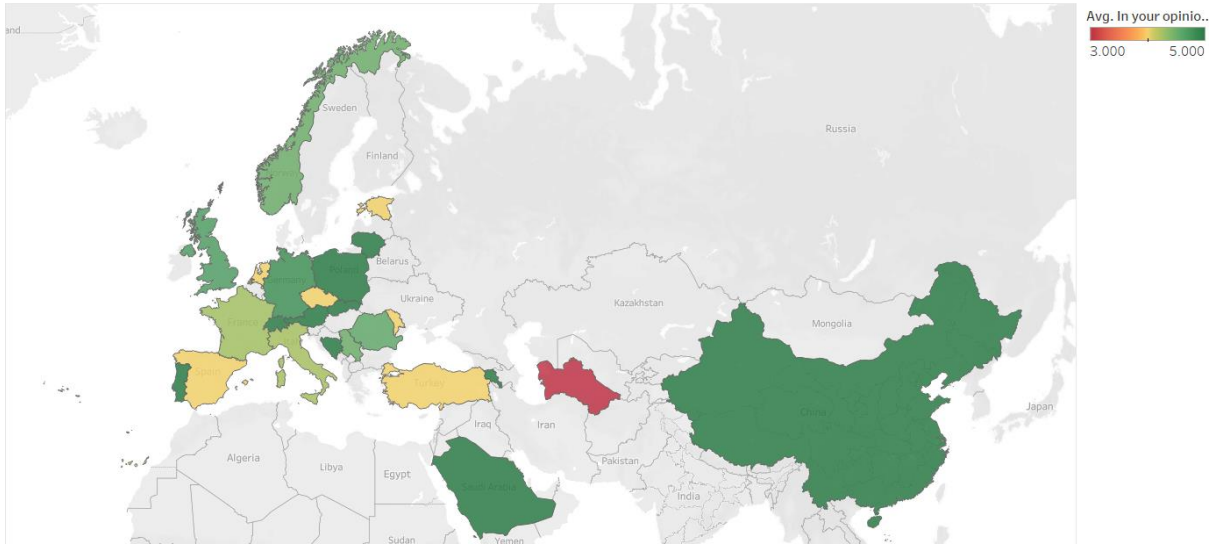 Avg. In your opinio..
3.000
5.000
and
Sweden
Russia
Finland
Belarus
Poland
Germany
Ukraine
Kazakhstan
France
Mongolia
Spain
Turkey
China
Japan
Iraq
Iran
Algeria
Libya
Egypt
Pakistan
Saudi Arabia
India
Sudan
Yemen